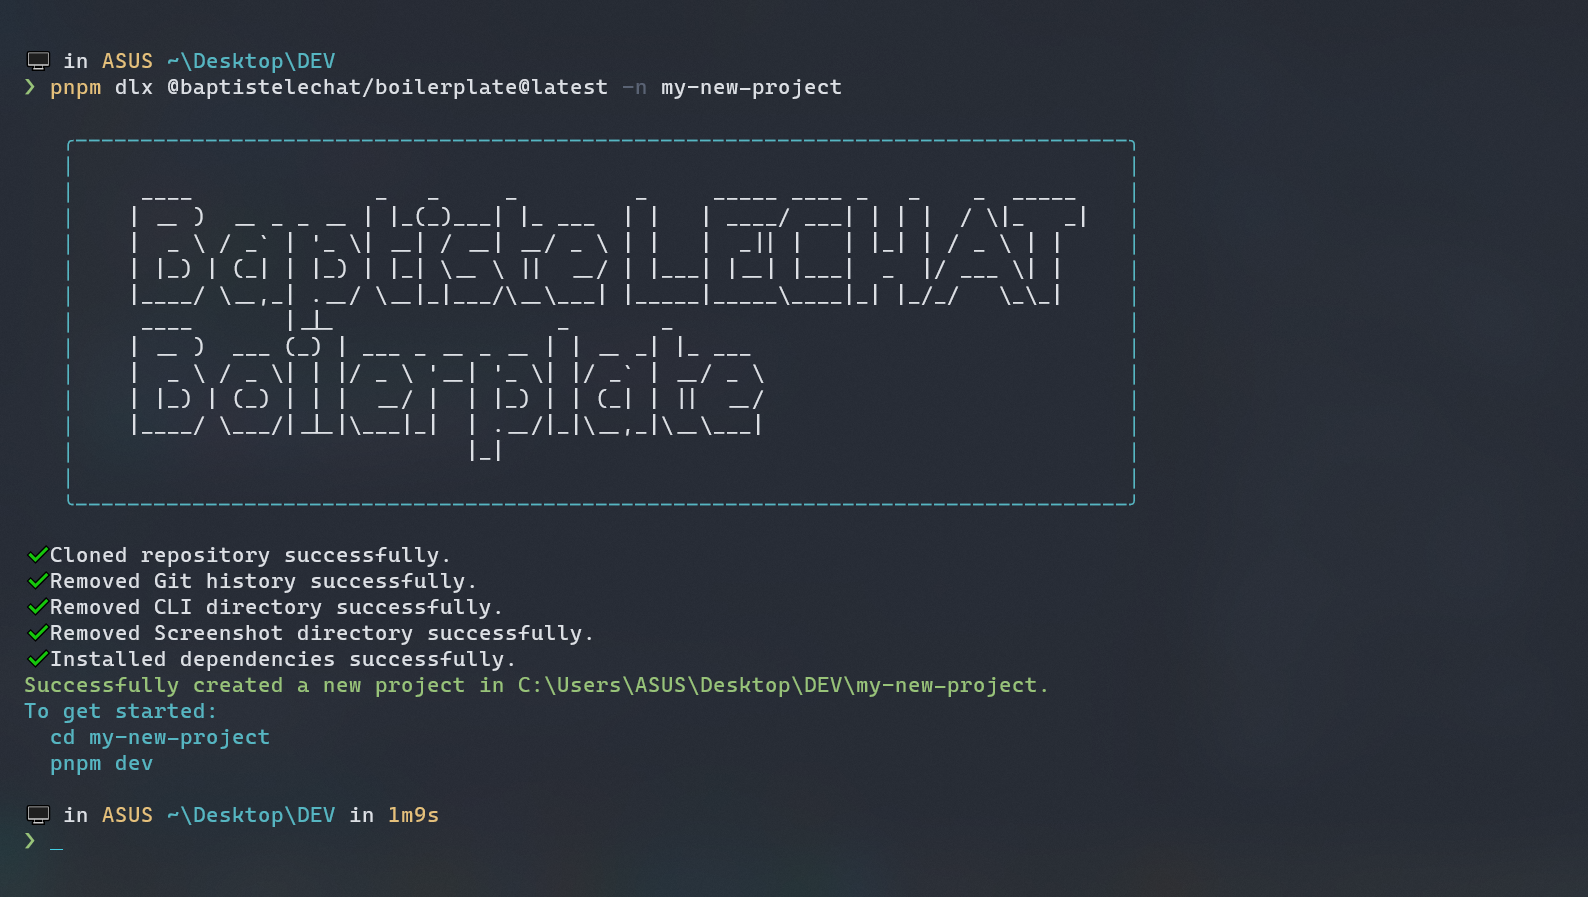 in ASUS ~\Desktop\DEV
❯ pnpm dlx @baptistelechat/boilerplate@latest -n my-new-project
BaptisteLECHAT
Boilerplate
✔Cloned repository successfully.
✔Removed Git history successfully.
✔Removed CLI directory successfully.
✔Removed Screenshot directory successfully.
✔Installed dependencies successfully.
Successfully created a new project in C:\Users\ASUS\Desktop\DEV\my-new-project.
To get started:
cd my-new-project
pnpm dev
in ASUS ~\Desktop\DEV in 1m9s
❯ _